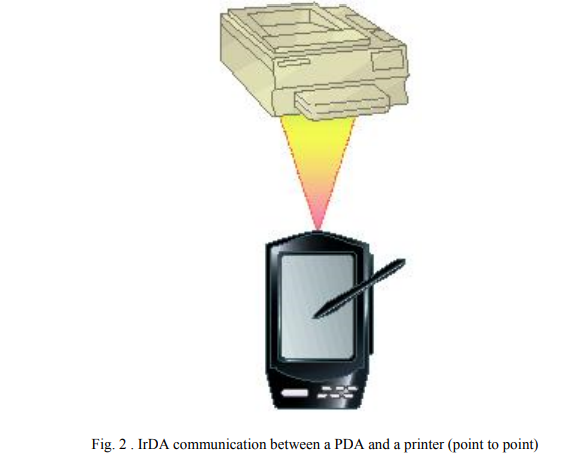 Fig. 2 . IrDA communication between a PDA and a printer (point to point)